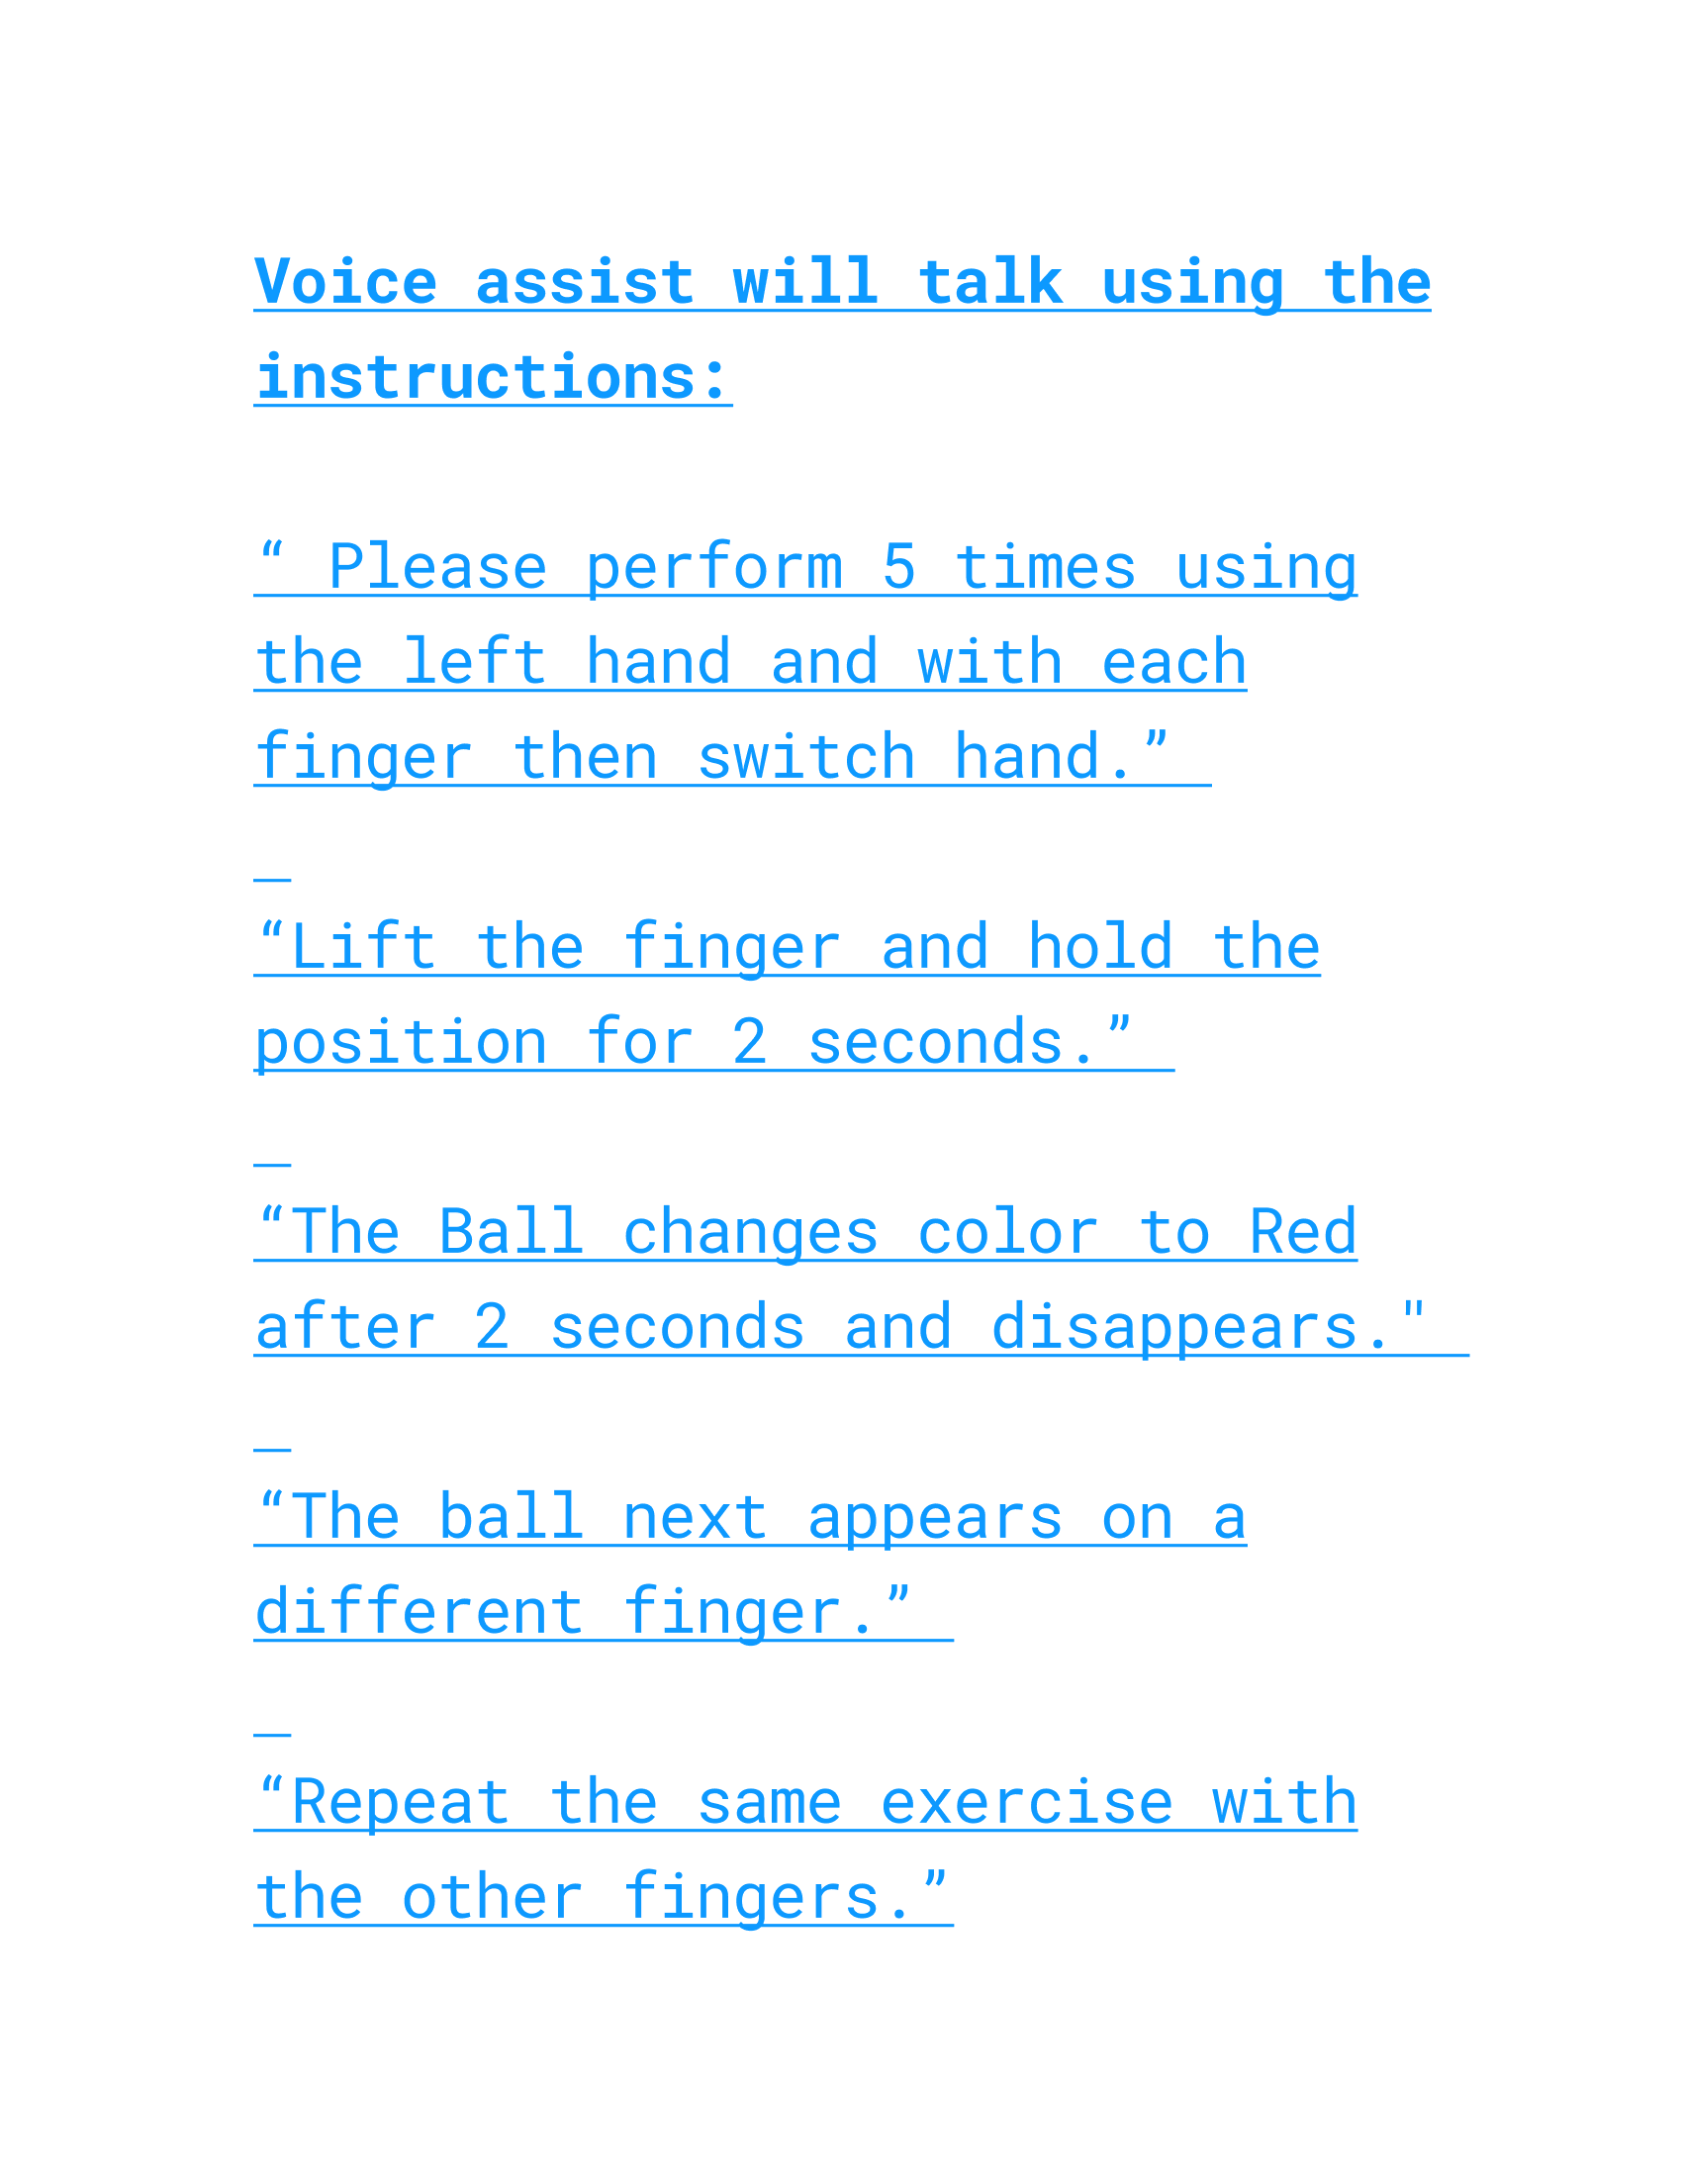 Voice assist will talk using the
instructions:
“ Please perform 5 times using
the left hand and with each
finger then switch hand.”
“Lift the finger and hold the
position for 2 seconds.”
“The Ball changes color to Red
after 2 seconds and disappears."
“The ball next appears on a
different finger.”
“Repeat the same exercise with
the other fingers.”